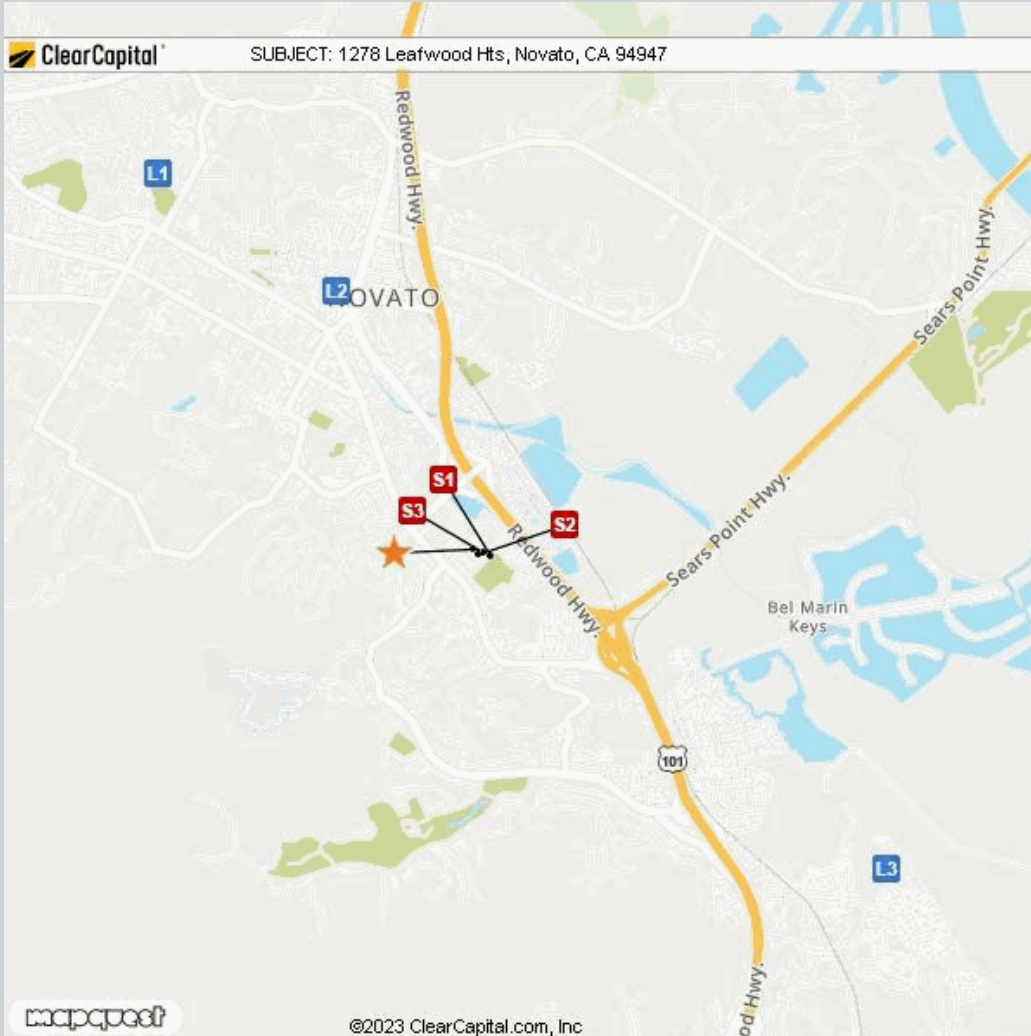 ClearCapital
SUBJECT: 1278 Leafwood Hts, Novato, CA 94947
Redwood Hwy.
L1
Sears Point Hwy.
L2
NOVATO
S1
S3
S2
Redwood Hwy.
Sears Point Hwy.
Bel Marin
Keys
101
L3
od Hwy.
mapquest
©2023 ClearCapital.com, Inc